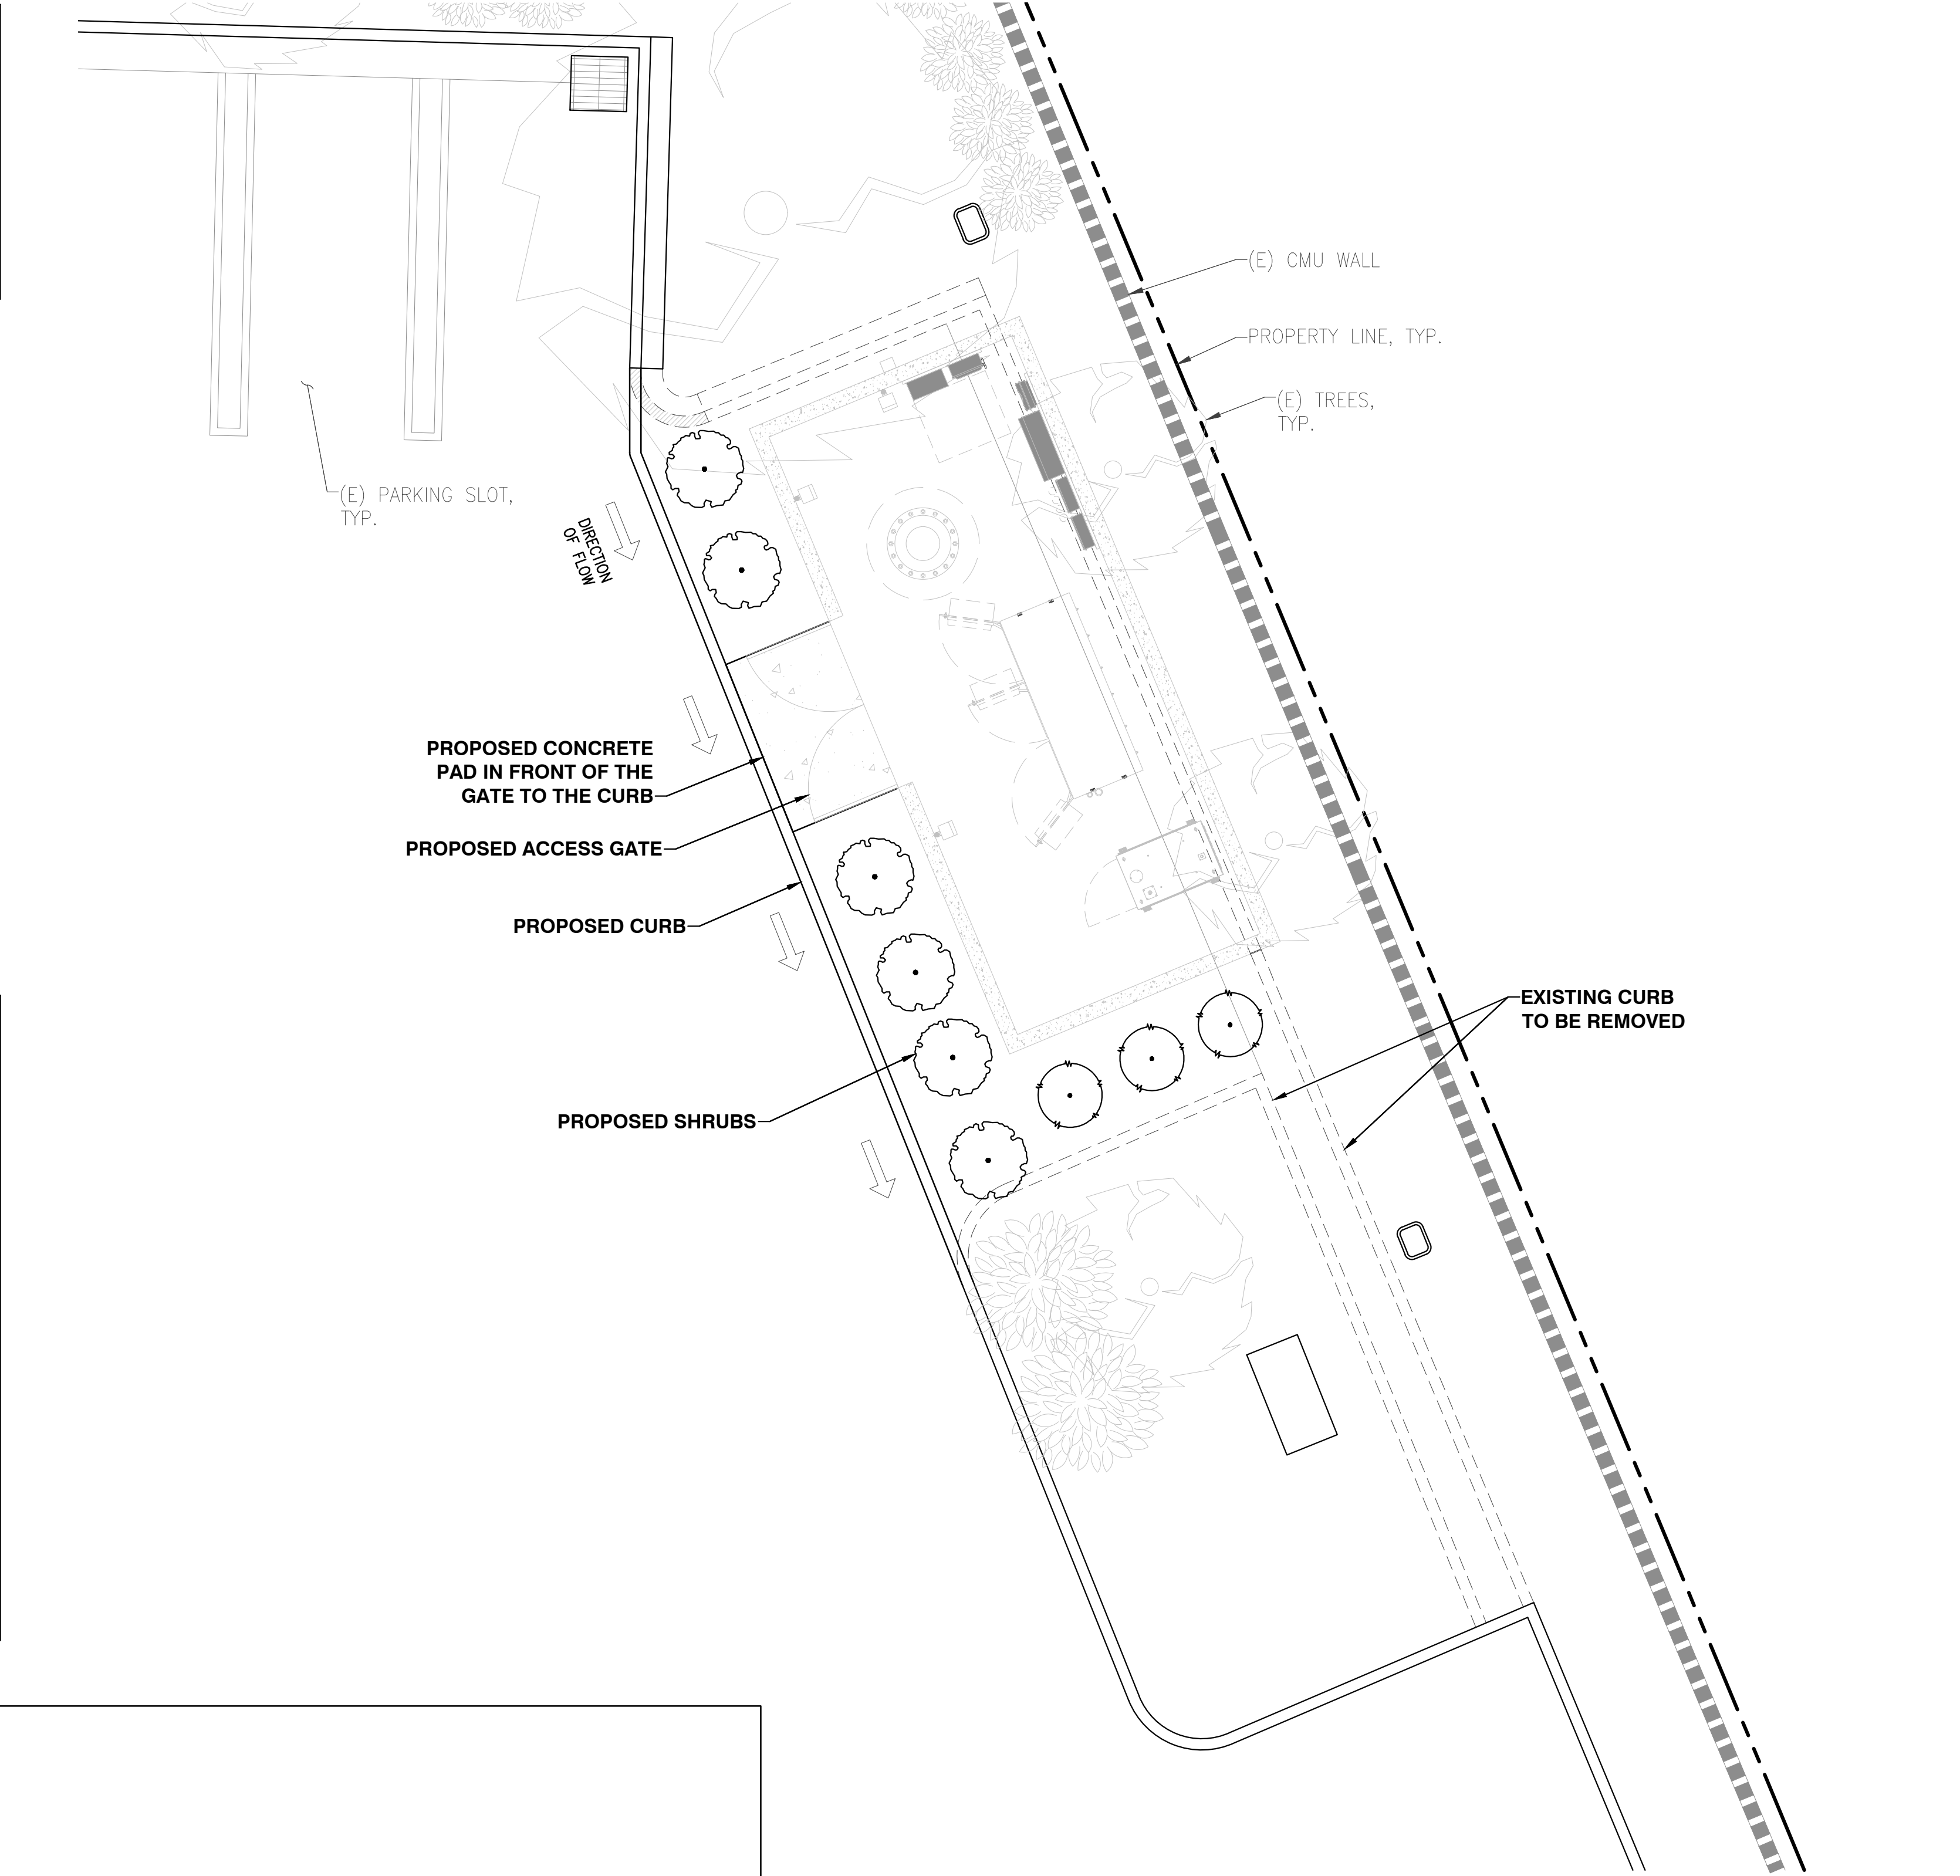 (E) CMU WALL
PROPERTY LINE, TYP.
(E) TREES,
TYP.
(E) PARKING SLOT,
TYP.
DIRECTION
OF FLOW
PROPOSED CONCRETE
PAD IN FRONT OF THE
GATE TO THE CURB
PROPOSED ACCESS GATE
PROPOSED CURB
EXISTING CURB
TO BE REMOVED
PROPOSED SHRUBS